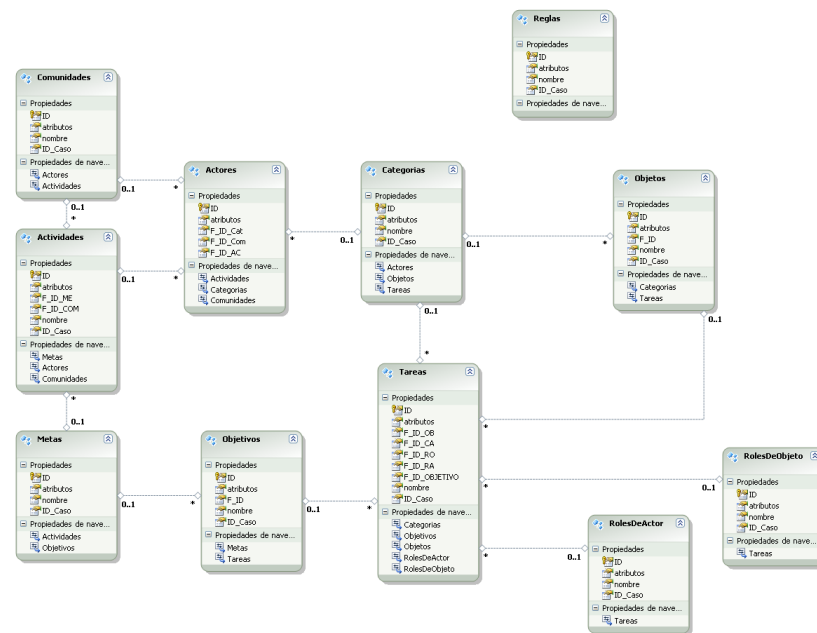 Reglas
Propiedades
ID
atributos
nombre
ID_Caso
Propiedades de nave...
Comunidades
Propiedades
ID
atributos
nombre
ID_Caso
Propiedades de nave...
Actores
Actividades
0..1
*
0..1
*
Actores
Propiedades
ID
atributos
F_ID_Cat
F_ID_Com
F_ID_AC
Propiedades de nave...
Actividades
Categorias
Comunidades
*
0..1
Categorias
Propiedades
ID
atributos
nombre
ID_Caso
Propiedades de nave...
Actores
Objetos
Tareas
0..1
*
0..1
*
Objetos
Propiedades
ID
atributos
F_ID
nombre
ID_Caso
Propiedades de nave...
Categorias
Tareas
0..1
*
Actividades
Propiedades
ID
atributos
F_ID_ME
F_ID_COM
nombre
ID_Caso
Propiedades de nave...
Metas
Actores
Comunidades
0..1
*
*
0..1
Metas
Propiedades
ID
atributos
nombre
ID_Caso
Propiedades de nave...
Actividades
Objetivos
0..1
*
Objetivos
Propiedades
ID
atributos
F_ID
nombre
ID_Caso
Propiedades de nave...
Metas
Tareas
0..1
*
Tareas
Propiedades
ID
atributos
F_ID_OB
F_ID_CA
F_ID_RO
F_ID_RA
F_ID_OBJETIVO
nombre
ID_Caso
Propiedades de nave...
Categorias
Objetivos
Objetos
RolesDeActor
RolesDeObjeto
*
0..1
*
0..1
RolesDeActor
Propiedades
ID
atributos
nombre
ID_Caso
Propiedades de nave...
Tareas
RolesDeObjeto
Propiedades
ID
atributos
nombre
ID_Caso
Propiedades de nave...
Tareas